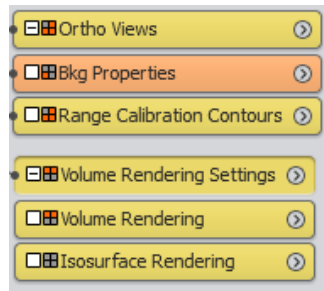 Ortho Views
Bkg Properties
Range Calibration Contours
Volume Rendering Settings
Volume Rendering
Isosurface Rendering